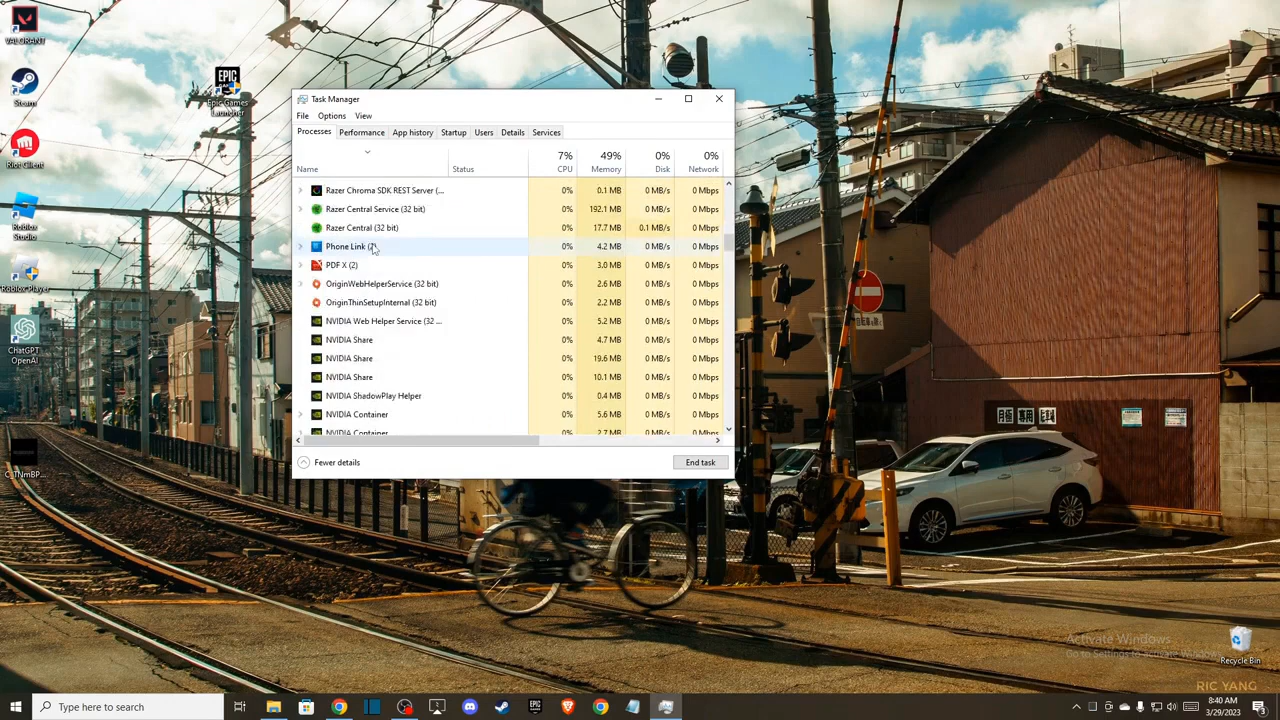 VALORANT
Steam
Riot Client
Roblox
Studio
Roblox Player
ChatGPT
OpenAI
EPIC
GAMES
Epic Games
Launcher
Task Manager
File Options View
Processes Performance App history Startup Users Details Services
7% 49% 0% 0%
Name Status CPU Memory Disk Network
Razer Chroma SDK REST Server (... 0% 0.1 MB 0 MB/s 0 Mbps
Razer Central Service (32 bit) 0% 192.1 MB 0 MB/s 0 Mbps
Razer Central (32 bit) 0% 17.7 MB 0.1 MB/s 0 Mbps
Phone Link (2) 0% 4.2 MB 0 MB/s 0 Mbps
PDF X (2) 0% 3.0 MB 0 MB/s 0 Mbps
OriginWebHelperService (32 bit) 0% 2.6 MB 0 MB/s 0 Mbps
OriginThinSetupInternal (32 bit) 0% 2.2 MB 0 MB/s 0 Mbps
NVIDIA Web Helper Service (32 ... 0% 5.2 MB 0 MB/s 0 Mbps
NVIDIA Share 0% 4.7 MB 0 MB/s 0 Mbps
NVIDIA Share 0% 19.6 MB 0 MB/s 0 Mbps
NVIDIA Share 0% 10.1 MB 0 MB/s 0 Mbps
NVIDIA ShadowPlay Helper 0% 0.4 MB 0 MB/s 0 Mbps
NVIDIA Container 0% 5.6 MB 0 MB/s 0 Mbps
NVIDIA Container 0% 2.7 MB 0 MB/s 0 Mbps
Fewer details End task
Activate Windows
Go to Settings to activate Windows.
Recycle Bin
RIC YANG
Type here to search
8:40 AM
3/29/2023